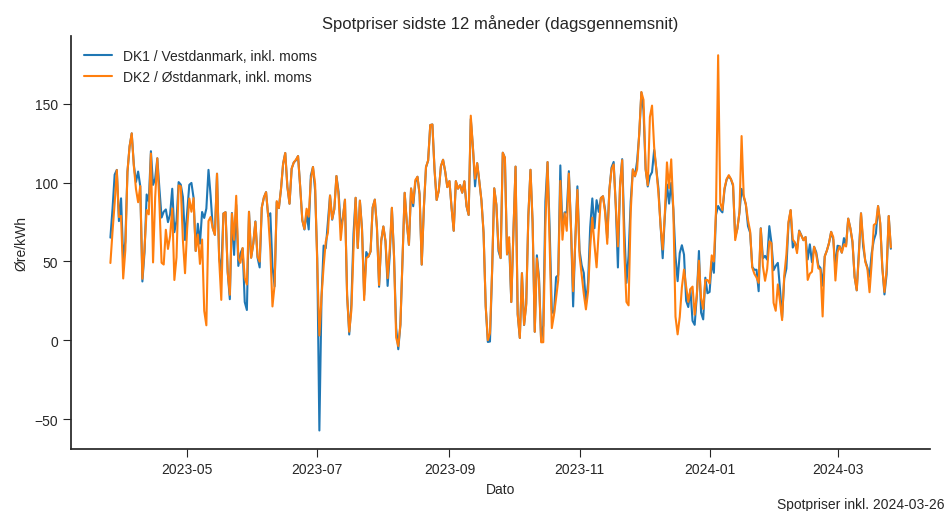 Spotpriser sidste 12 måneder (dagsgennemsnit)
DK1 / Vestdanmark, inkl. moms
DK2 / Østdanmark, inkl. moms
Øre/kWh
150
100
50
0
−50
2023-05
2023-07
2023-09
2023-11
2024-01
2024-03
Dato
Spotpriser inkl. 2024-03-26